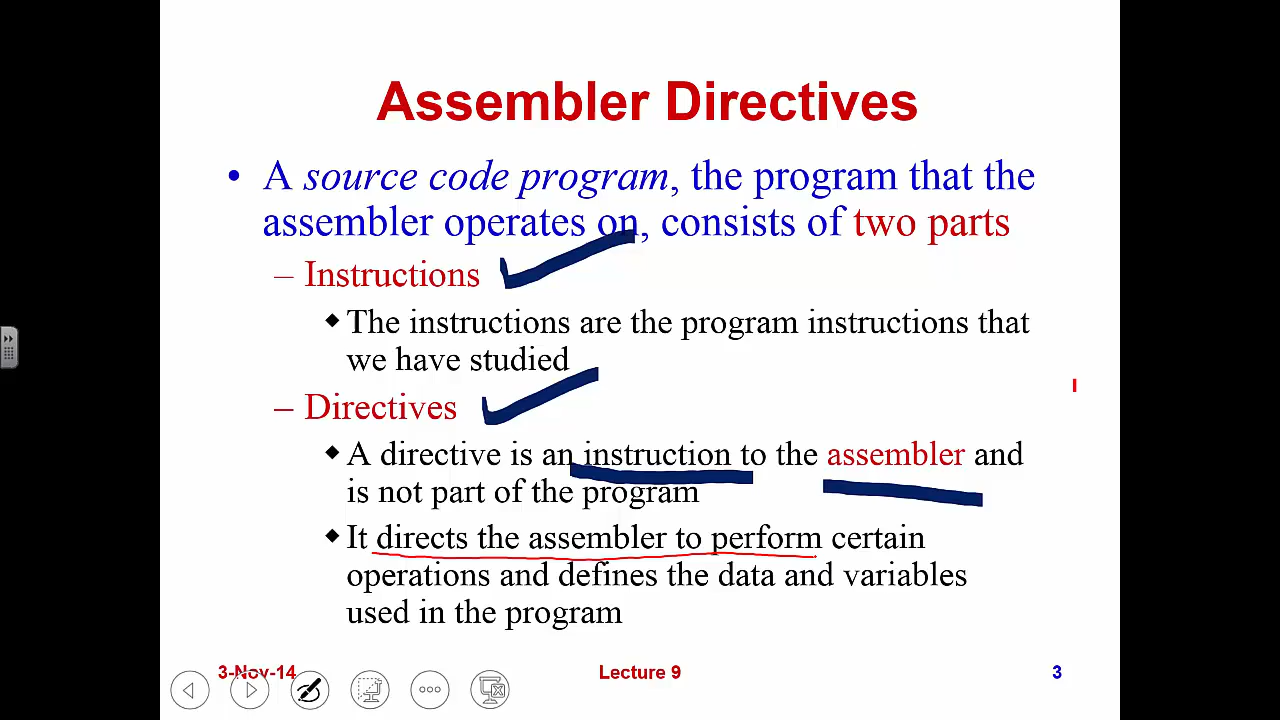 Assembler Directives
• A source code program, the program that the
assembler operates on, consists of two parts
– Instructions
◆ The instructions are the program instructions that
we have studied
– Directives
◆ A directive is an instruction to the assembler and
is not part of the program
◆ It directs the assembler to perform certain
operations and defines the data and variables
used in the program
3-Nov-14 Lecture 9 3